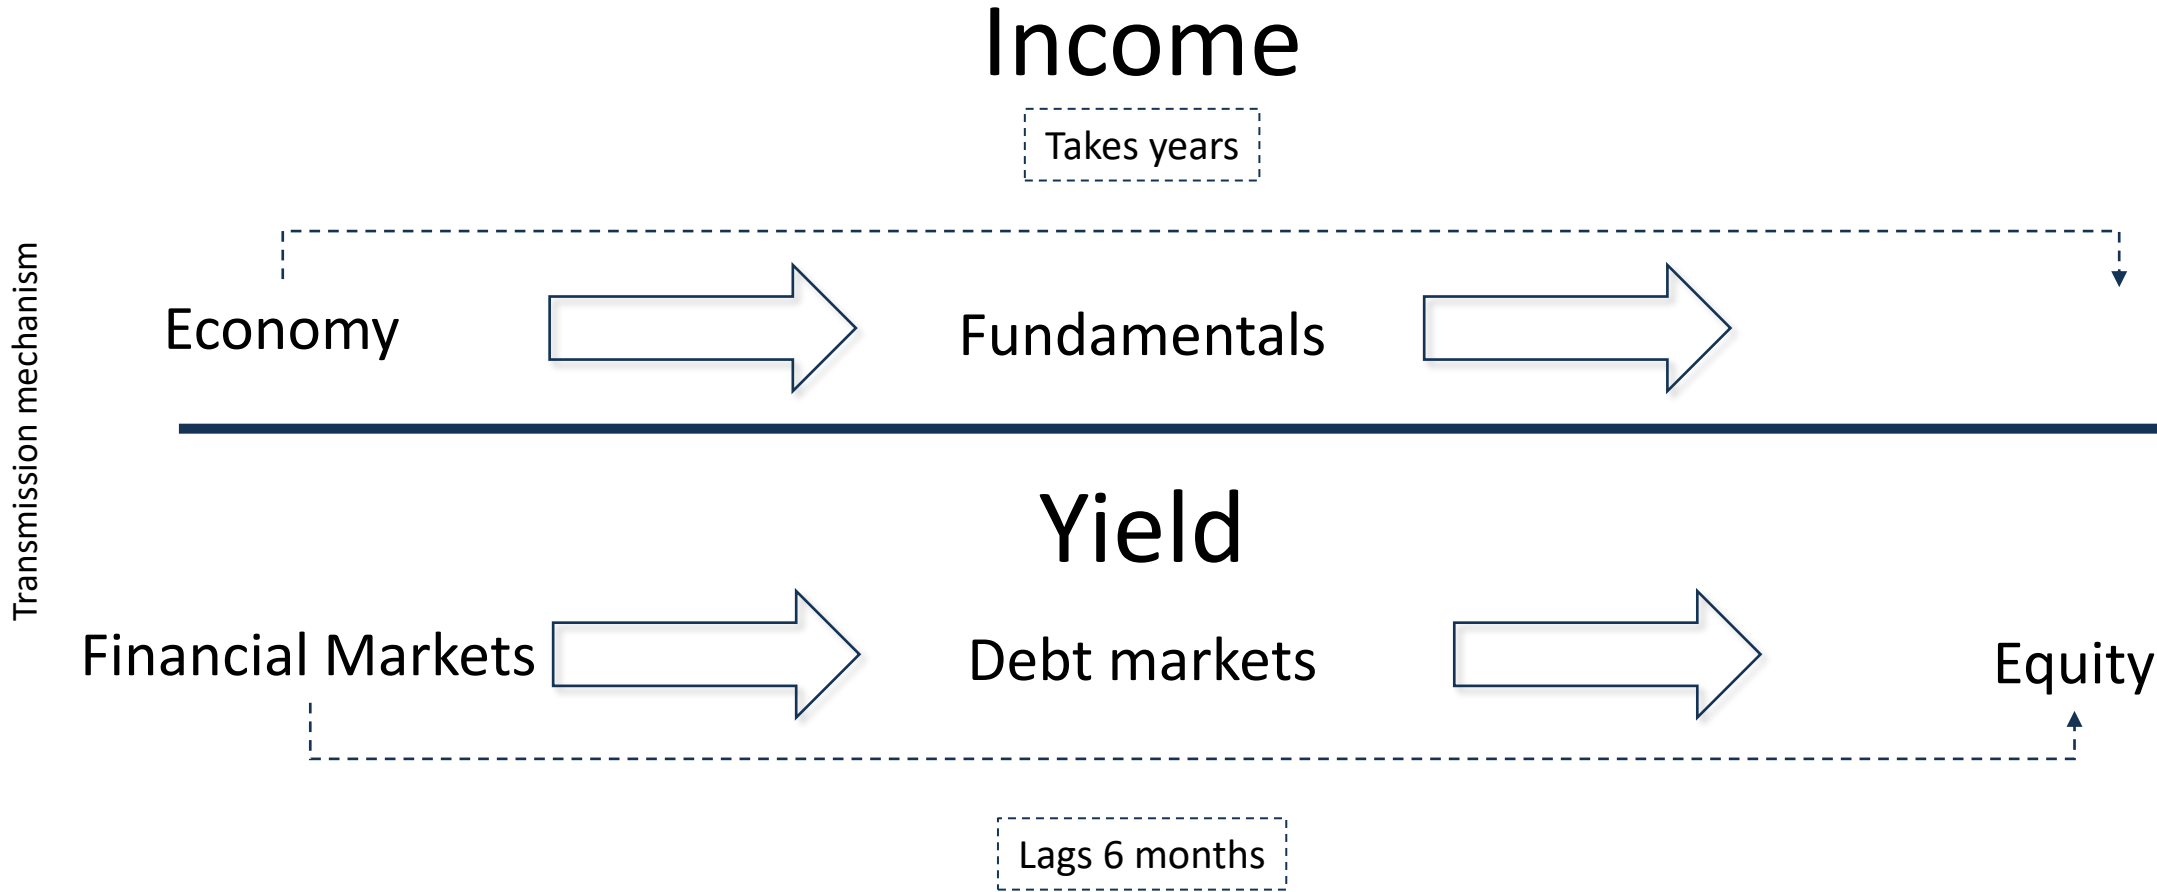 Income
Takes years
Transmission mechanism
Economy
Fundamentals
Yield
Financial Markets
Debt markets
Equity
Lags 6 months